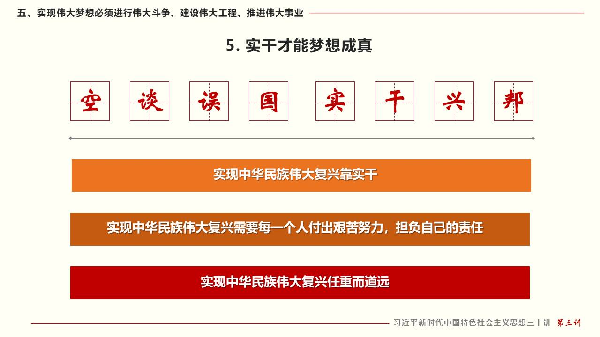 五、实现伟大梦想必须进行伟大斗争、建设伟大工程、推进伟大事业
5. 实干才能梦想成真
空谈误国实干兴邦
实现中华民族伟大复兴靠实干
实现中华民族伟大复兴需要每一个人付出艰苦努力，担负自己的责任
实现中华民族伟大复兴任重而道远
习近平新时代中国特色社会主义思想三十讲 第三讲